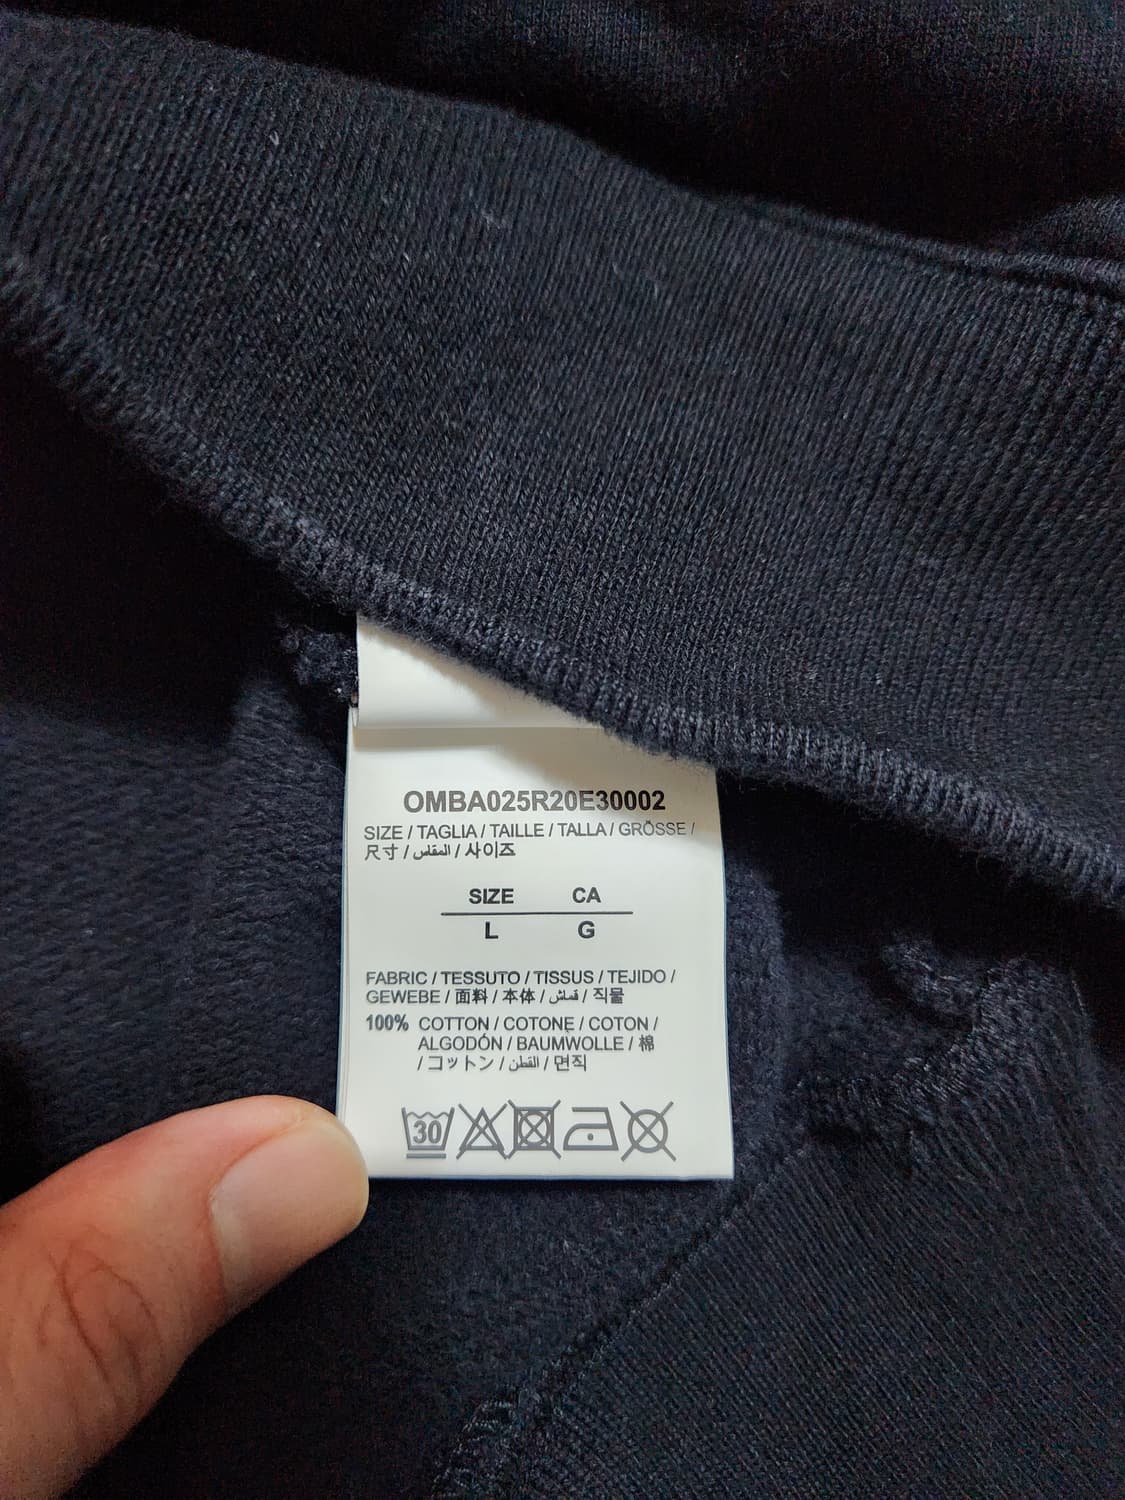 OMBA025R20E30002
SIZE / TAGLIA / TAILLE / TALLA / GRÖSSE /
尺寸 / المقاس / 사이즈
SIZE CA
L G
FABRIC / TESSUTO / TISSUS / TEJIDO /
GEWEBE / 面料 / 本体 / قماش / 직물
100% COTTON / COTONE / COTON /
ALGODÓN / BAUMWOLLE / 棉
/ コットン / القطن / 면직
30